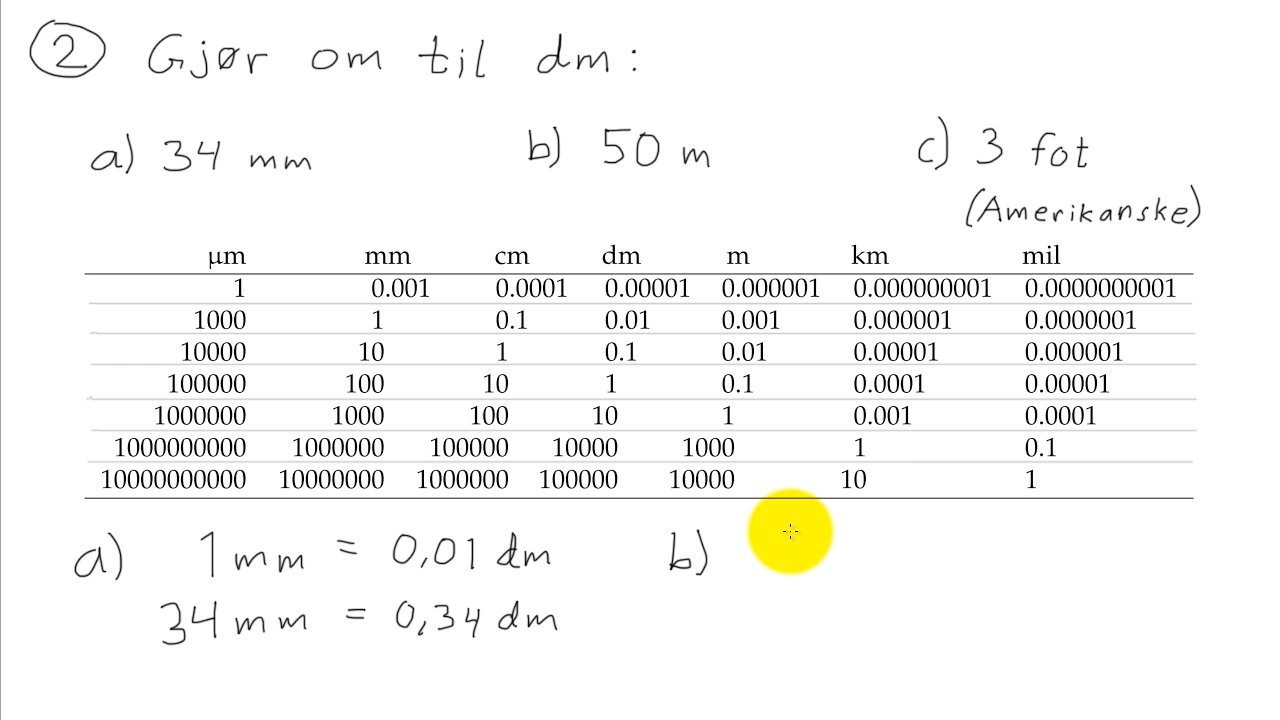 2 Gjør om til dm:
a) 34 mm b) 50 m c) 3 fot
(Amerikanske)
μm mm cm dm m km mil
1 0.001 0.0001 0.00001 0.000001 0.000000001 0.0000000001
1000 1 0.1 0.01 0.001 0.000001 0.0000001
10000 10 1 0.1 0.01 0.00001 0.000001
100000 100 10 1 0.1 0.0001 0.00001
1000000 1000 100 10 1 0.001 0.0001
1000000000 1000000 100000 10000 1000 1 0.1
10000000000 10000000 1000000 100000 10000 10 1
a) 1 mm = 0,01 dm b)
34 mm = 0,34 dm